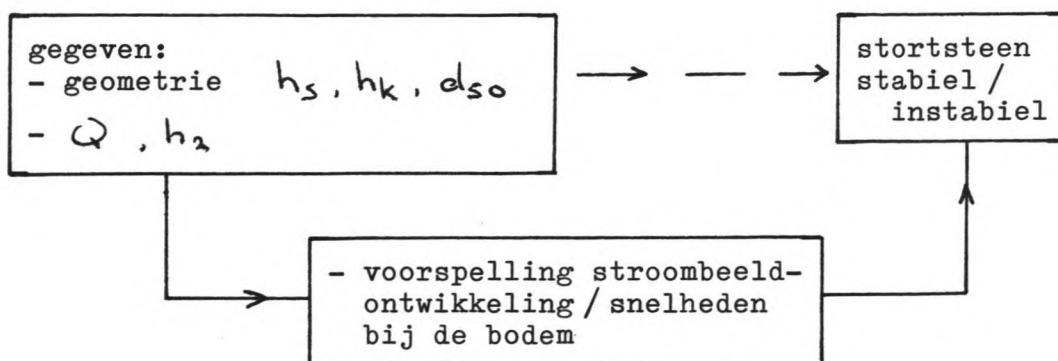 gegeven:
- geometrie hs, hk, d50
- Q, h2
stortsteen
stabiel /
instabiel
- voorspelling stroombeeld-
ontwikkeling / snelheden
bij de bodem